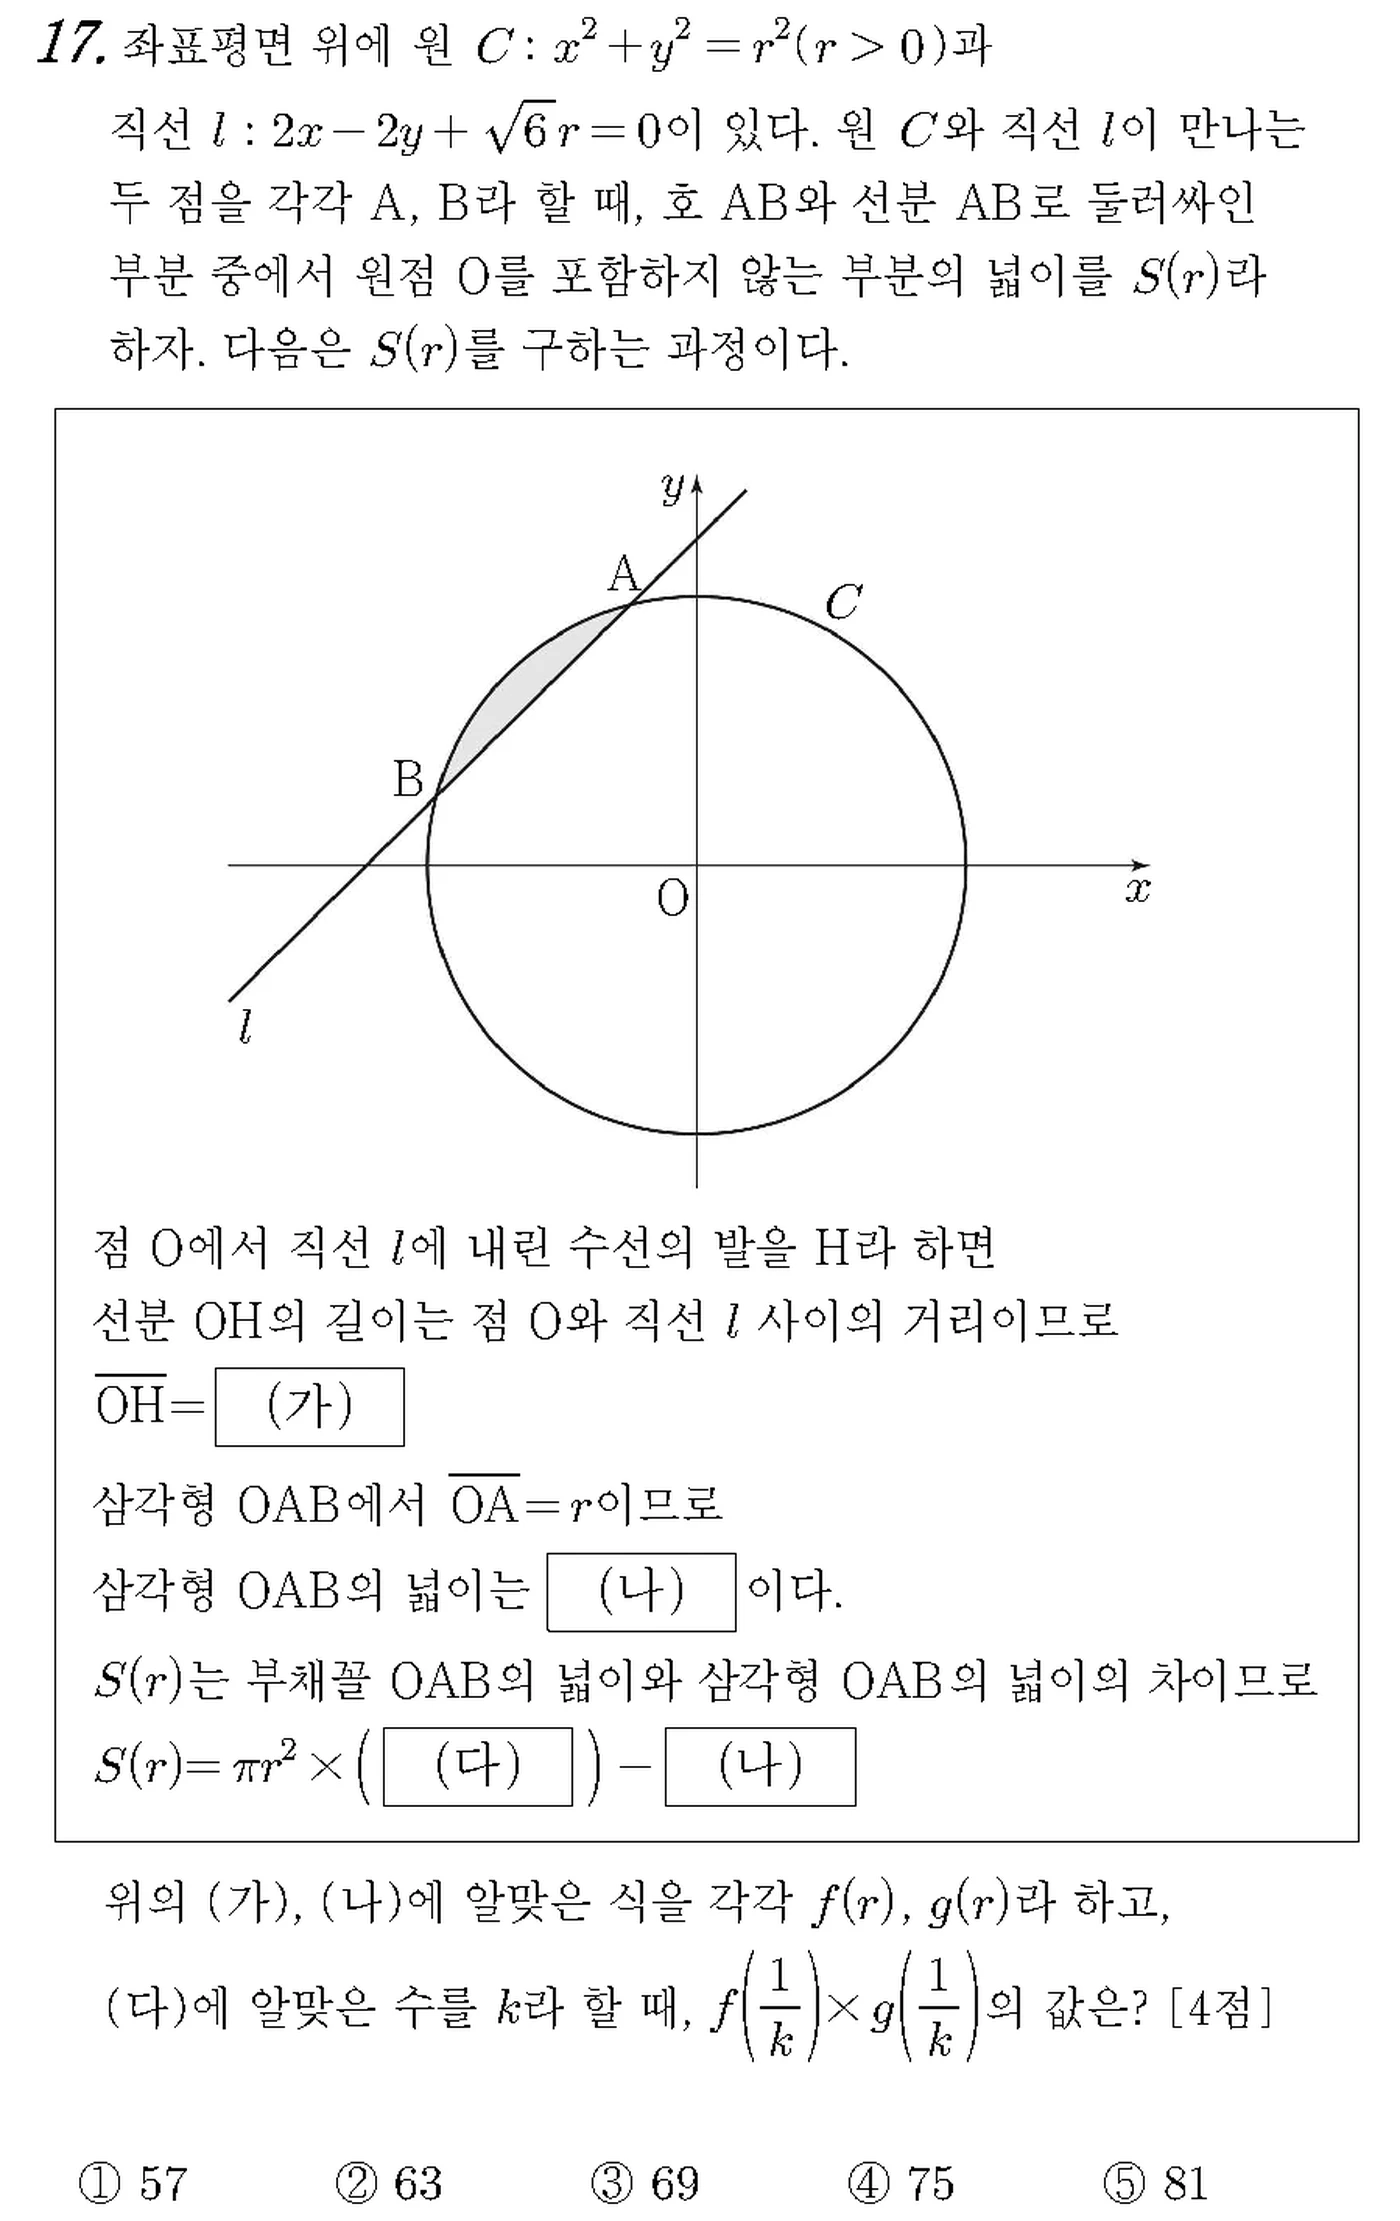 17. 좌표평면 위에 원 C : x²+y²=r²(r>0)과
직선 l : 2x-2y+√6 r=0이 있다. 원 C와 직선 l이 만나는
두 점을 각각 A, B라 할 때, 호 AB와 선분 AB로 둘러싸인
부분 중에서 원점 O를 포함하지 않는 부분의 넓이를 S(r)라
하자. 다음은 S(r)를 구하는 과정이다.
y
A
C
B
O
x
l
점 O에서 직선 l에 내린 수선의 발을 H라 하면
선분 OH의 길이는 점 O와 직선 l 사이의 거리이므로
O̅H̅= (가)
삼각형 OAB에서 O̅A̅=r이므로
삼각형 OAB의 넓이는 (나) 이다.
S(r)는 부채꼴 OAB의 넓이와 삼각형 OAB의 넓이의 차이므로
S(r)=πr²×( (다) )- (나)
위의 (가), (나)에 알맞은 식을 각각 f(r), g(r)라 하고,
(다)에 알맞은 수를 k라 할 때, f(1/k)×g(1/k)의 값은? [4점]
① 57 ② 63 ③ 69 ④ 75 ⑤ 81